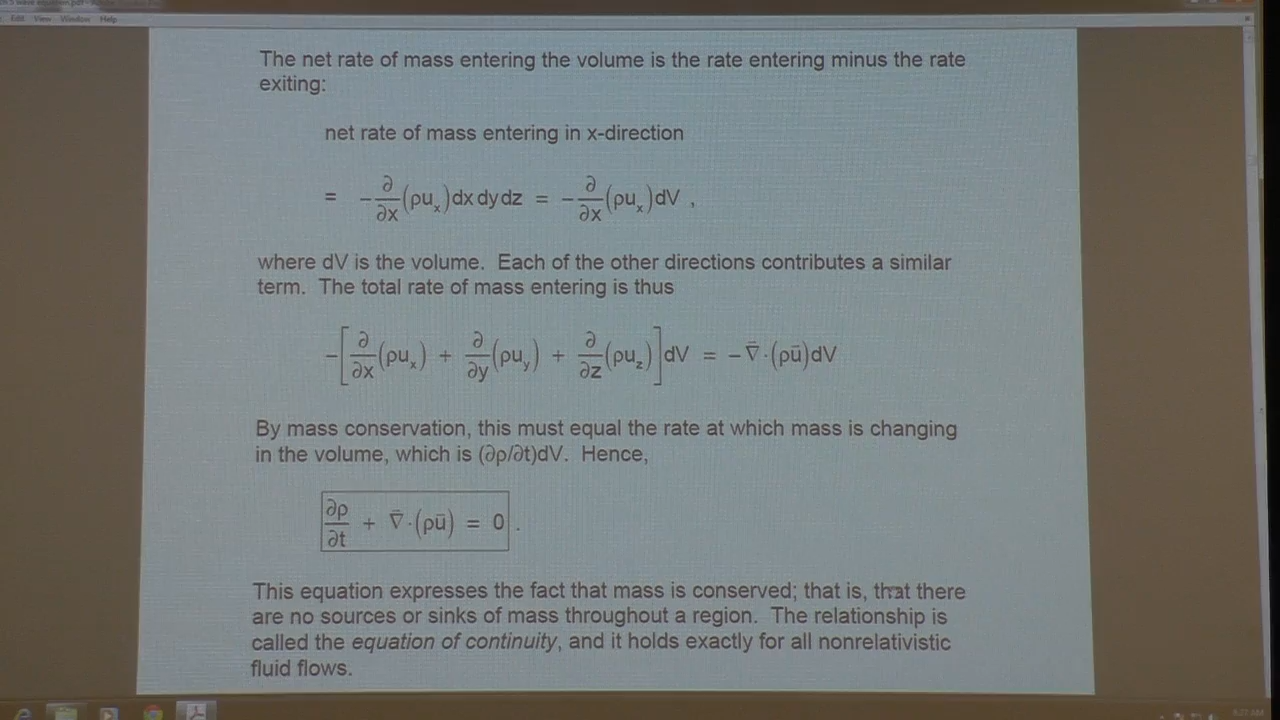 Edit View Window Help
The net rate of mass entering the volume is the rate entering minus the rate
exiting:
net rate of mass entering in x-direction
= -∂/∂x(ρuₓ)dx dy dz = -∂/∂x(ρuₓ)dV ,
where dV is the volume. Each of the other directions contributes a similar
term. The total rate of mass entering is thus
-[∂/∂x(ρu_x) + ∂/∂y(ρu_y) + ∂/∂z(ρu_z)]dV = -∇̄·(ρū)dV
By mass conservation, this must equal the rate at which mass is changing
in the volume, which is (∂ρ/∂t)dV. Hence,
∂ρ/∂t + ∇̄·(ρū) = 0 .
This equation expresses the fact that mass is conserved; that is, that there
are no sources or sinks of mass throughout a region. The relationship is
called the equation of continuity, and it holds exactly for all nonrelativistic
fluid flows.